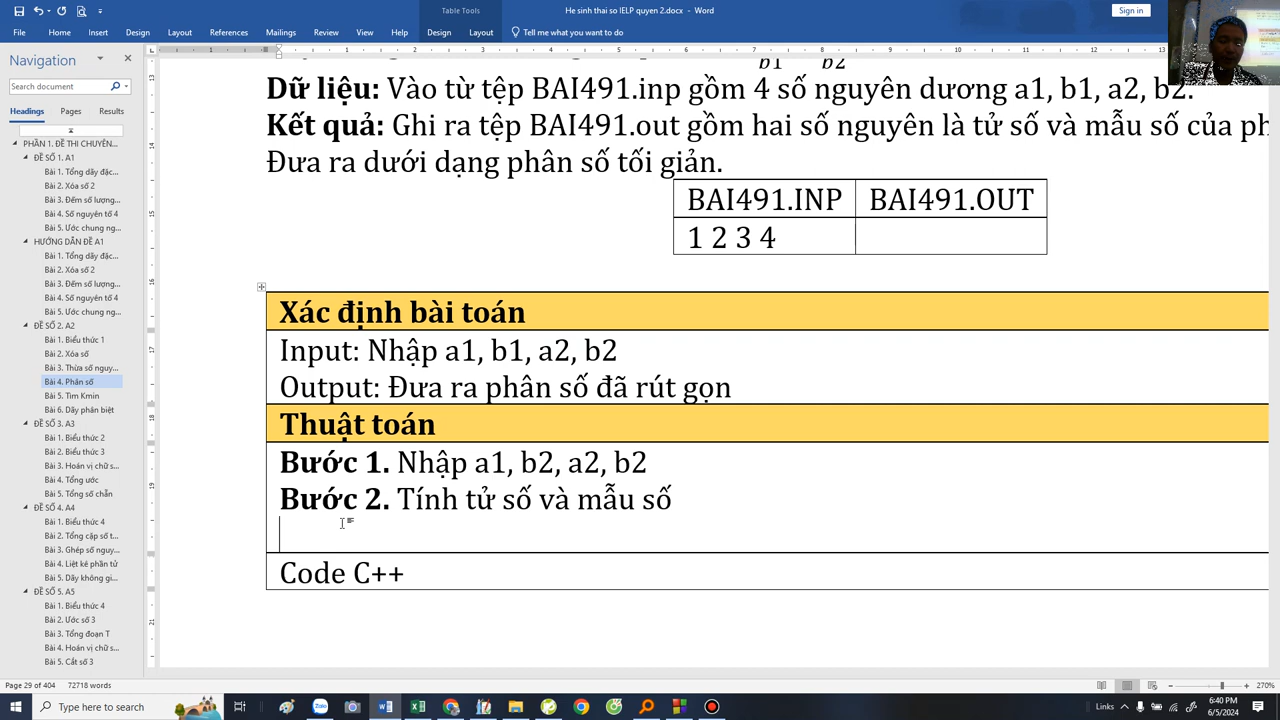 He sinh thai so IELP quyen 2.docx - Word
Table Tools
Sign in
File Home Insert Design Layout References Mailings Review View Help Design Layout Tell me what you want to do
Navigation
Search document
Headings Pages Results
PHẦN 1. ĐỀ THI CHUYÊN...
ĐỀ SỐ 1. A1
Bài 1. Tổng dãy đặc...
Bài 2. Xóa số 2
Bài 3. Đếm số lượng...
Bài 4. Số nguyên tố 4
Bài 5. Ước chung ng...
HƯỚNG DẪN ĐỀ A1
Bài 1. Tổng dãy đặc...
Bài 2. Xóa số 2
Bài 3. Đếm số lượng...
Bài 4. Số nguyên tố 4
Bài 5. Ước chung ng...
ĐỀ SỐ 2. A2
Bài 1. Biểu thức 1
Bài 2. Xóa số
Bài 3. Thừa số nguy...
Bài 4. Phân số
Bài 5. Tìm Kmin
Bài 6. Dãy phân biệt
ĐỀ SỐ 3. A3
Bài 1. Biểu thức 2
Bài 2. Biểu thức 3
Bài 3. Hoán vị chữ s...
Bài 4. Tổng ước
Bài 5. Tổng số chẵn
ĐỀ SỐ 4. A4
Bài 1. Biểu thức 4
Bài 2. Tổng cặp số t...
Bài 3. Ghép số nguy...
Bài 4. Liệt kê phần tử
Bài 5. Dãy không gi...
ĐỀ SỐ 5. A5
Bài 1. Biểu thức 4
Bài 2. Ước số 3
Bài 3. Tổng đoạn T
Bài 4. Hoán vị chữ s...
Bài 5. Cắt số 3
b1 b2
Dữ liệu: Vào từ tệp BAI491.inp gồm 4 số nguyên dương a1, b1, a2, b2.
Kết quả: Ghi ra tệp BAI491.out gồm hai số nguyên là tử số và mẫu số của ph
Đưa ra dưới dạng phân số tối giản.
BAI491.INP BAI491.OUT
1 2 3 4
Xác định bài toán
Input: Nhập a1, b1, a2, b2
Output: Đưa ra phân số đã rút gọn
Thuật toán
Bước 1. Nhập a1, b2, a2, b2
Bước 2. Tính tử số và mẫu số
Code C++
Page 29 of 404 72718 words
270%
Type here to search
Links
6:40 PM
6/5/2024